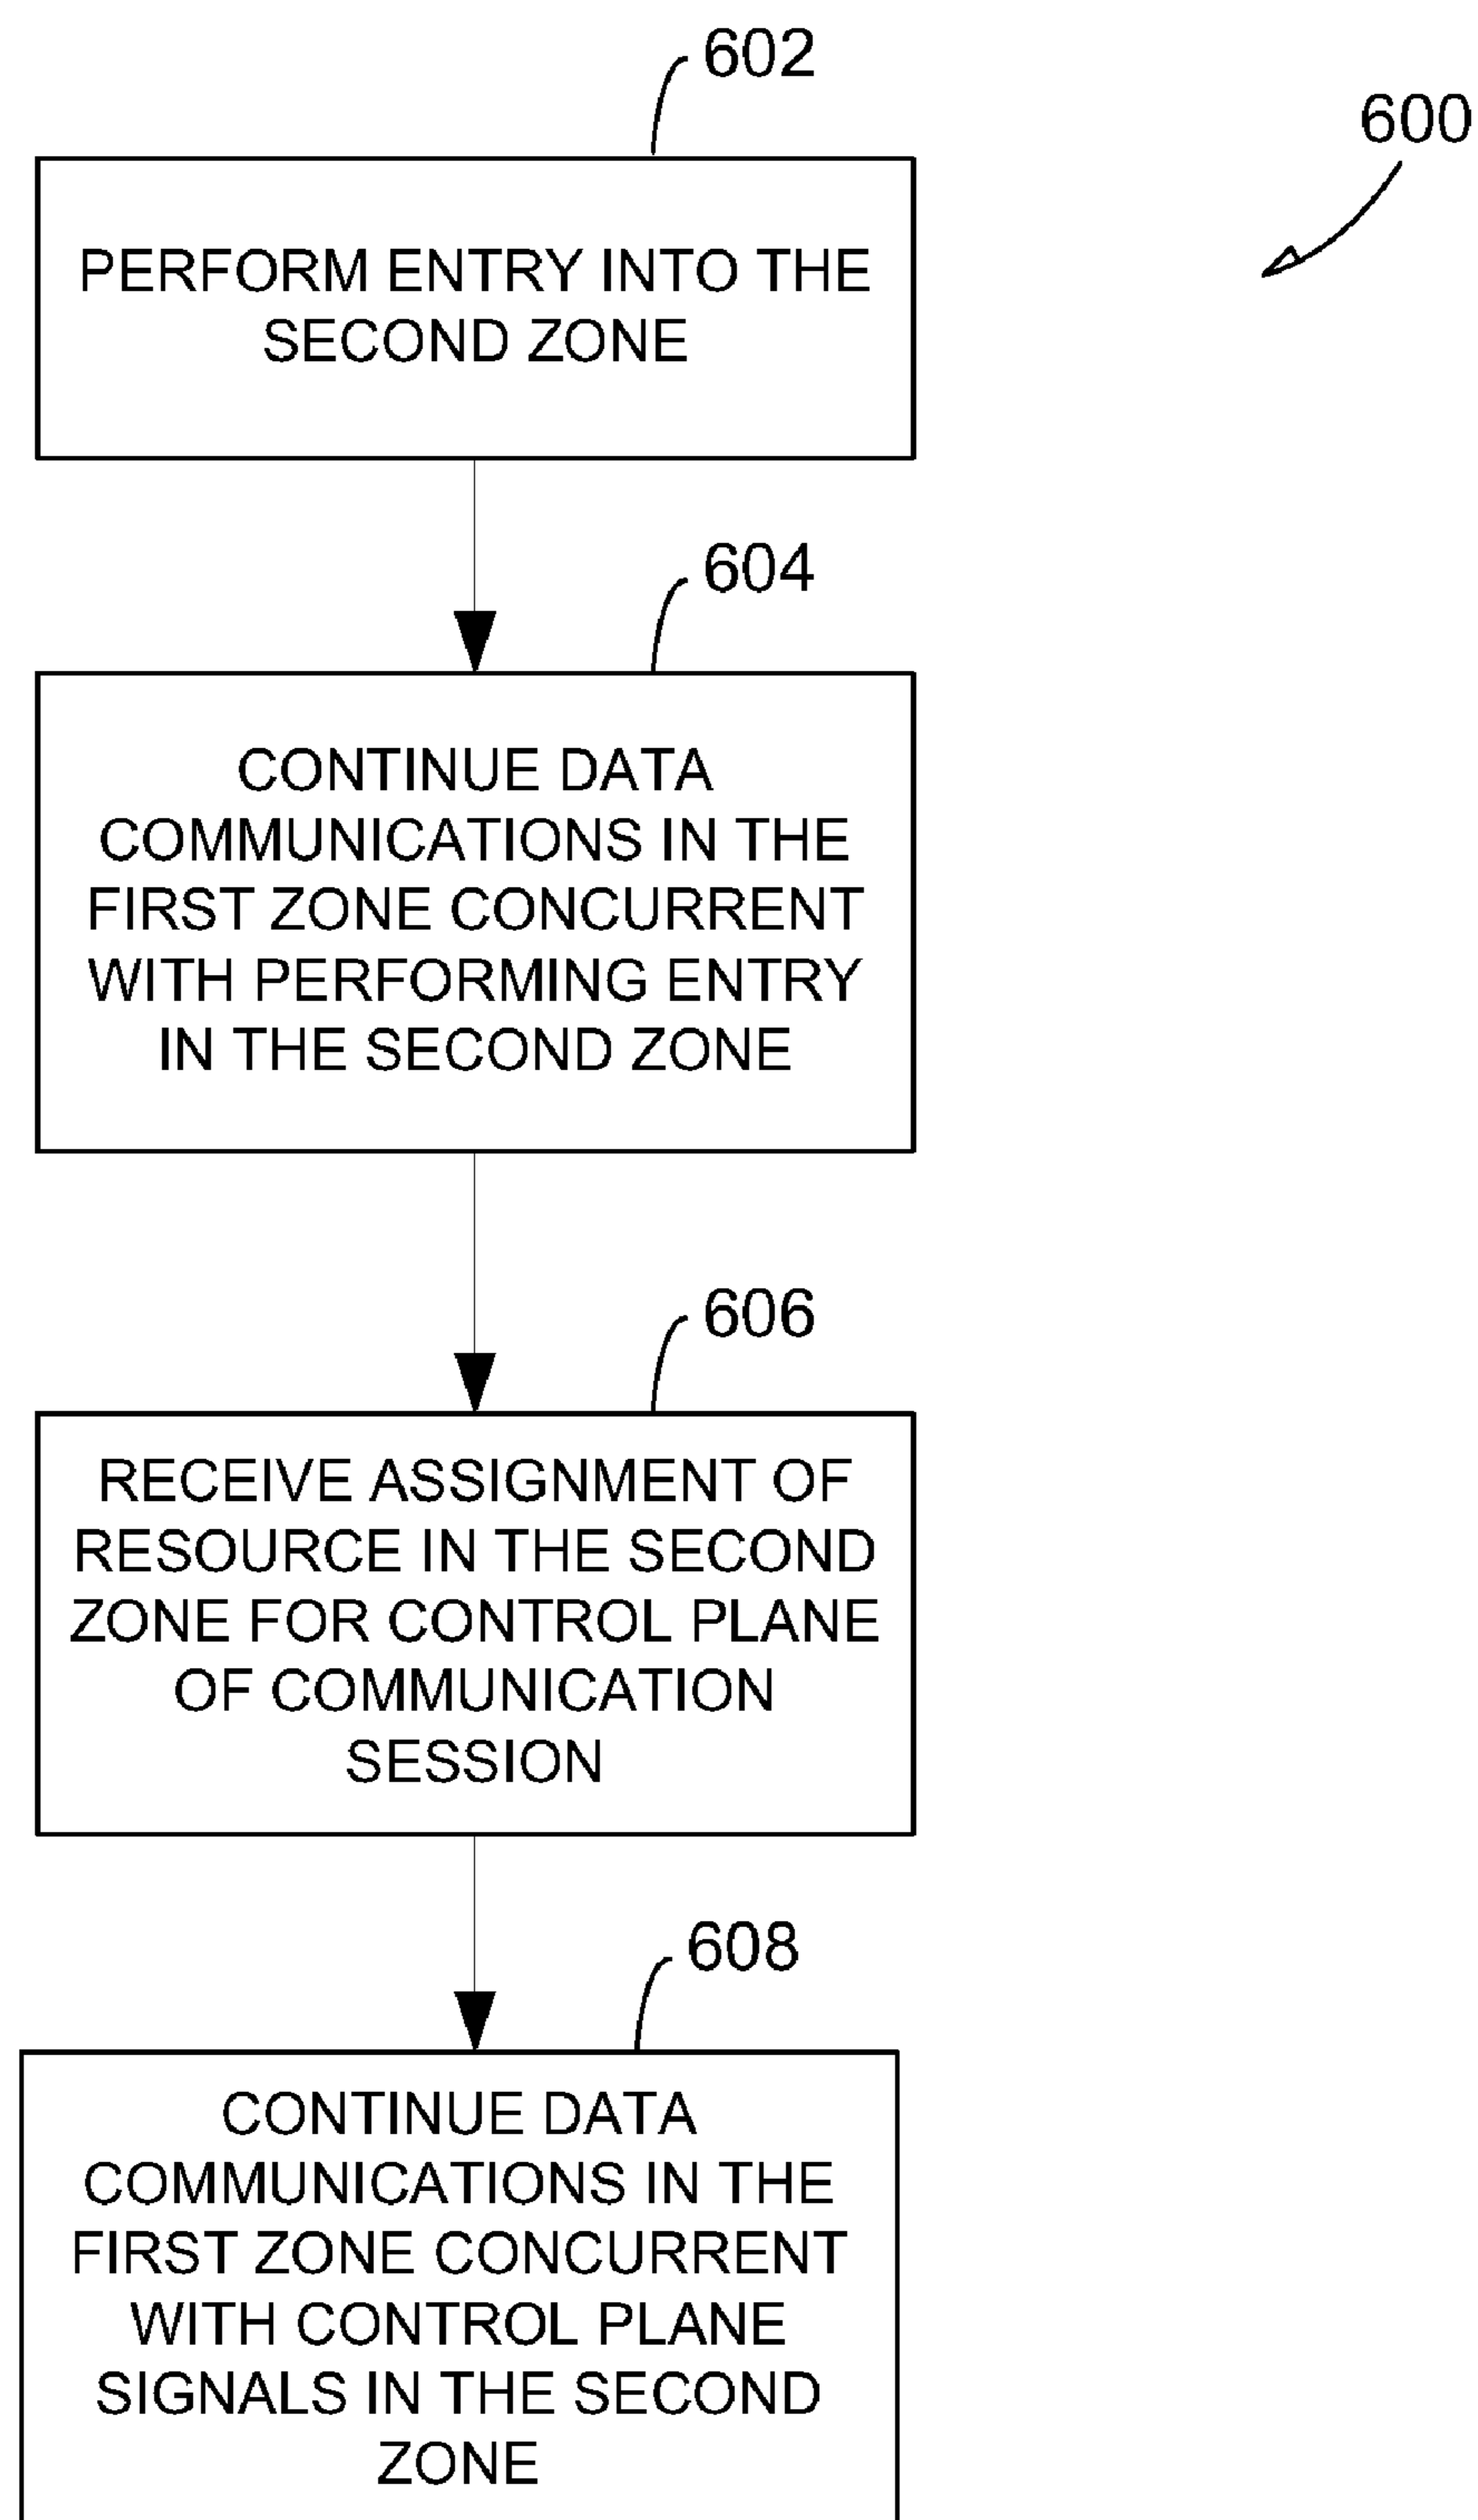 602
600
PERFORM ENTRY INTO THE
SECOND ZONE
604
CONTINUE DATA
COMMUNICATIONS IN THE
FIRST ZONE CONCURRENT
WITH PERFORMING ENTRY
IN THE SECOND ZONE
606
RECEIVE ASSIGNMENT OF
RESOURCE IN THE SECOND
ZONE FOR CONTROL PLANE
OF COMMUNICATION
SESSION
608
CONTINUE DATA
COMMUNICATIONS IN THE
FIRST ZONE CONCURRENT
WITH CONTROL PLANE
SIGNALS IN THE SECOND
ZONE